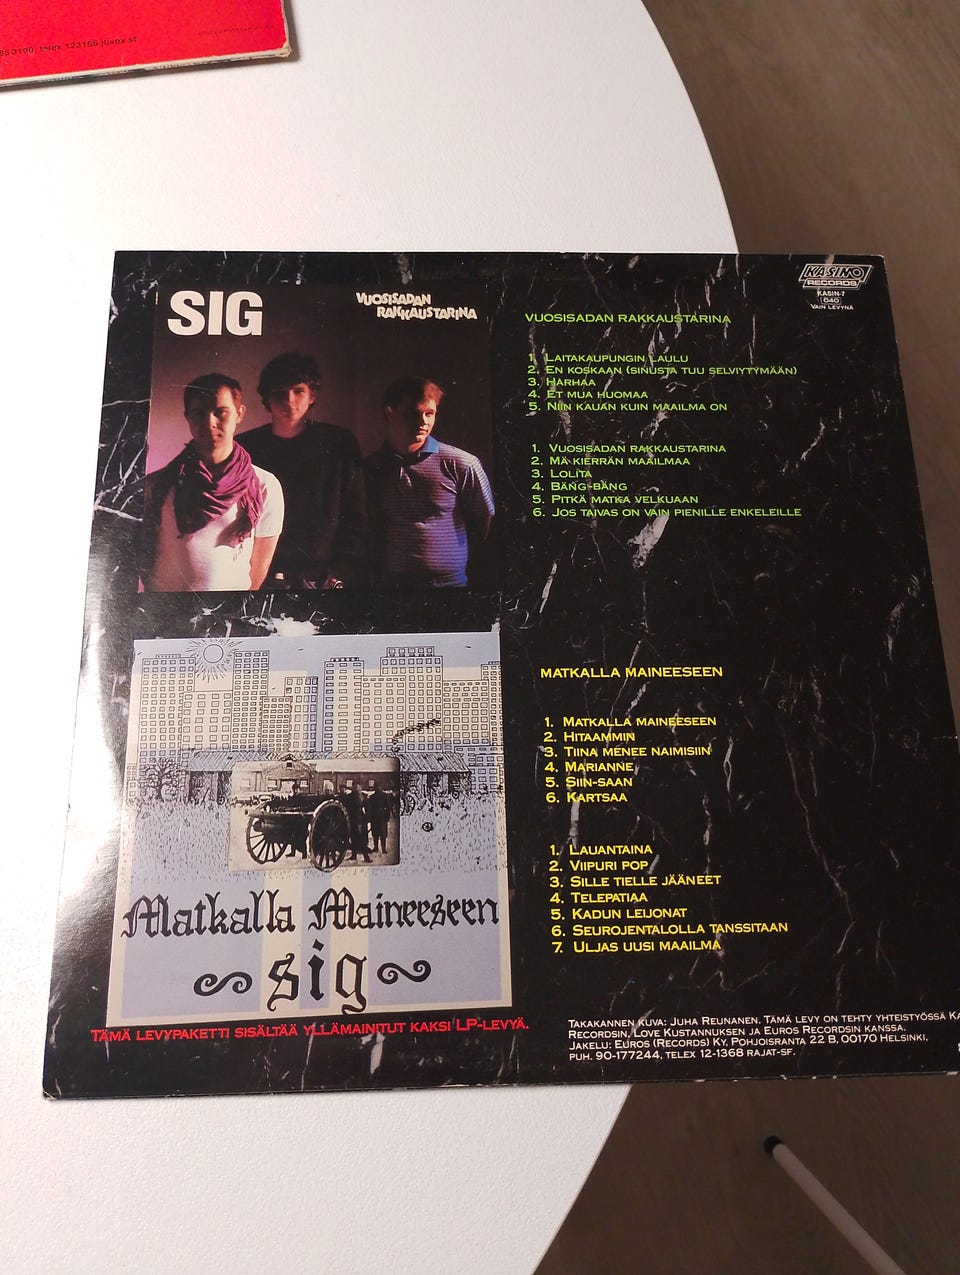 3100, telex 123166 juvox sf
SIG
VUOSISADAN
RAKKAUSTARINA
KASINO
RECORDS
KASIN-7
040
VAIN LEVYNÄ
VUOSISADAN RAKKAUSTARINA
1. LAITAKAUPUNGIN LAULU
2. EN KOSKAAN (SINUSTA TUU SELVIYTYMÄÄN)
3. HARHAA
4. ET MUA HUOMAA
5. NIIN KAUAN KUIN MAAILMA ON
1. VUOSISADAN RAKKAUSTARINA
2. MÄ KIERRÄN MAAILMAA
3. LOLITA
4. BÄNG-BÄNG
5. PITKÄ MATKA VELKUAAN
6. JOS TAIVAS ON VAIN PIENILLE ENKELEILLE
MATKALLA MAINEESEEN
1. MATKALLA MAINEESEEN
2. HITAAMMIN
3. TIINA MENEE NAIMISIIN
4. MARIANNE
5. SIIN-SAAN
6. KARTSAA
1. LAUANTAINA
2. VIIPURI POP
3. SILLE TIELLE JÄÄNEET
4. TELEPATIAA
5. KADUN LEIJONAT
6. SEUROJENTALOLLA TANSSITAAN
7. ULJAS UUSI MAAILMA
Matkalla Maineeseen
sig
TÄMÄ LEVYPAKETTI SISÄLTÄÄ YLLÄMAINITUT KAKSI LP-LEVYÄ.
TAKAKANNEN KUVA: JUHA REUNANEN. TÄMÄ LEVY ON TEHTY YHTEISTYÖSSÄ KA
RECORDSIN, LOVE KUSTANNUKSEN JA EUROS RECORDSIN KANSSA.
JAKELU: EUROS (RECORDS) KY, POHJOISRANTA 22 B, 00170 HELSINKI,
PUH. 90-177244, TELEX 12-1368 RAJAT-SF.